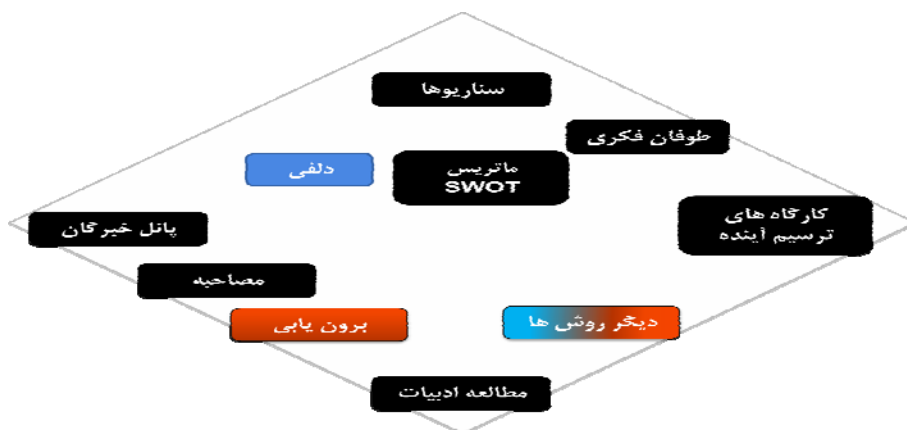 سناریوها
طوفان فکری
ماتریس
SWOT
دلفی
کارگاه های
ترسیم آینده
پانل خبرگان
مصاحبه
دیگر روش ها
برون یابی
مطالعه ادبیات